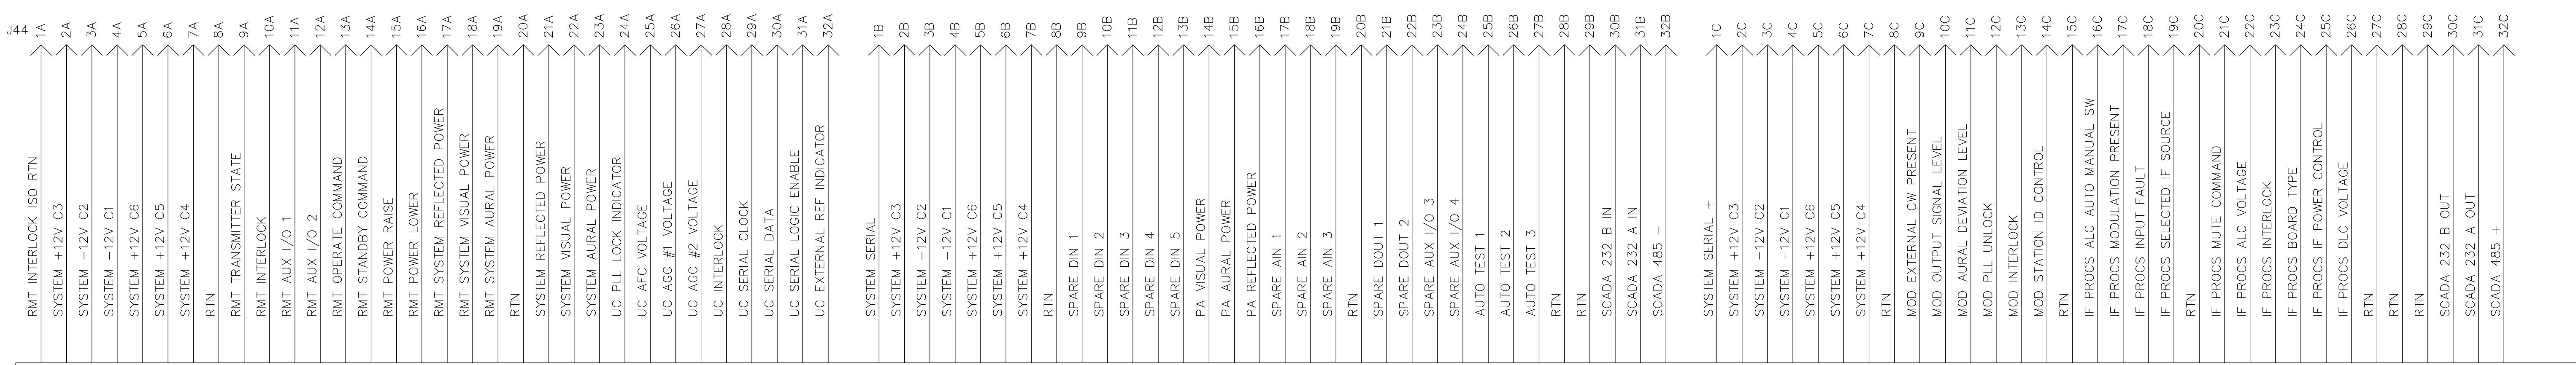 J44
1A
2A
3A
4A
5A
6A
7A
8A
9A
10A
11A
12A
13A
14A
15A
16A
17A
18A
19A
20A
21A
22A
23A
24A
25A
26A
27A
28A
29A
30A
31A
32A
1B
2B
3B
4B
5B
6B
7B
8B
9B
10B
11B
12B
13B
14B
15B
16B
17B
18B
19B
20B
21B
22B
23B
24B
25B
26B
27B
28B
29B
30B
31B
32B
1C
2C
3C
4C
5C
6C
7C
8C
9C
10C
11C
12C
13C
14C
15C
16C
17C
18C
19C
20C
21C
22C
23C
24C
25C
26C
27C
28C
29C
30C
31C
32C
RMT INTERLOCK ISO RTN
SYSTEM +12V C3
SYSTEM -12V C2
SYSTEM -12V C1
SYSTEM +12V C6
SYSTEM +12V C5
SYSTEM +12V C4
RTN
RMT TRANSMITTER STATE
RMT INTERLOCK
RMT AUX I/O 1
RMT AUX I/O 2
RMT OPERATE COMMAND
RMT STANDBY COMMAND
RMT POWER RAISE
RMT POWER LOWER
RMT SYSTEM REFLECTED POWER
RMT SYSTEM VISUAL POWER
RMT SYSTEM AURAL POWER
RTN
SYSTEM REFLECTED POWER
SYSTEM VISUAL POWER
SYSTEM AURAL POWER
UC PLL LOCK INDICATOR
UC AFC VOLTAGE
UC AGC #1 VOLTAGE
UC AGC #2 VOLTAGE
UC INTERLOCK
UC SERIAL CLOCK
UC SERIAL DATA
UC SERIAL LOGIC ENABLE
UC EXTERNAL REF INDICATOR
SYSTEM SERIAL
SYSTEM +12V C3
SYSTEM -12V C2
SYSTEM -12V C1
SYSTEM +12V C6
SYSTEM +12V C5
SYSTEM +12V C4
RTN
SPARE DIN 1
SPARE DIN 2
SPARE DIN 3
SPARE DIN 4
SPARE DIN 5
PA VISUAL POWER
PA AURAL POWER
PA REFLECTED POWER
SPARE AIN 1
SPARE AIN 2
SPARE AIN 3
RTN
SPARE DOUT 1
SPARE DOUT 2
SPARE AUX I/O 3
SPARE AUX I/O 4
AUTO TEST 1
AUTO TEST 2
AUTO TEST 3
RTN
RTN
SCADA 232 B IN
SCADA 232 A IN
SCADA 485 -
SYSTEM SERIAL +
SYSTEM +12V C3
SYSTEM -12V C2
SYSTEM -12V C1
SYSTEM +12V C6
SYSTEM +12V C5
SYSTEM +12V C4
RTN
MOD EXTERNAL CW PRESENT
MOD OUTPUT SIGNAL LEVEL
MOD AURAL DEVIATION LEVEL
MOD PLL UNLOCK
MOD INTERLOCK
MOD STATION ID CONTROL
RTN
IF PROCS ALC AUTO MANUAL SW
IF PROCS MODULATION PRESENT
IF PROCS INPUT FAULT
IF PROCS SELECTED IF SOURCE
RTN
IF PROCS MUTE COMMAND
IF PROCS ALC VOLTAGE
IF PROCS INTERLOCK
IF PROCS BOARD TYPE
IF PROCS IF POWER CONTROL
IF PROCS DLC VOLTAGE
RTN
RTN
RTN
SCADA 232 B OUT
SCADA 232 A OUT
SCADA 485 +